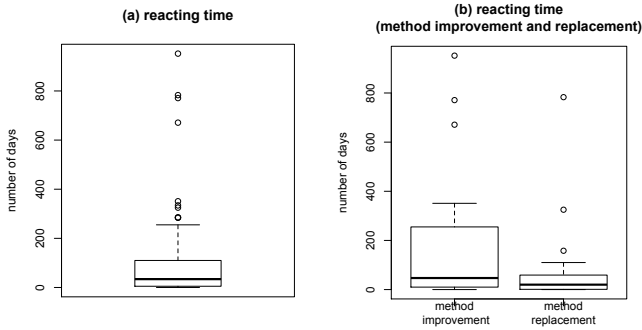 (a) reacting time
number of days
0
200
400
600
800
(b) reacting time
(method improvement and replacement)
number of days
0
200
400
600
800
method
improvement
method
replacement